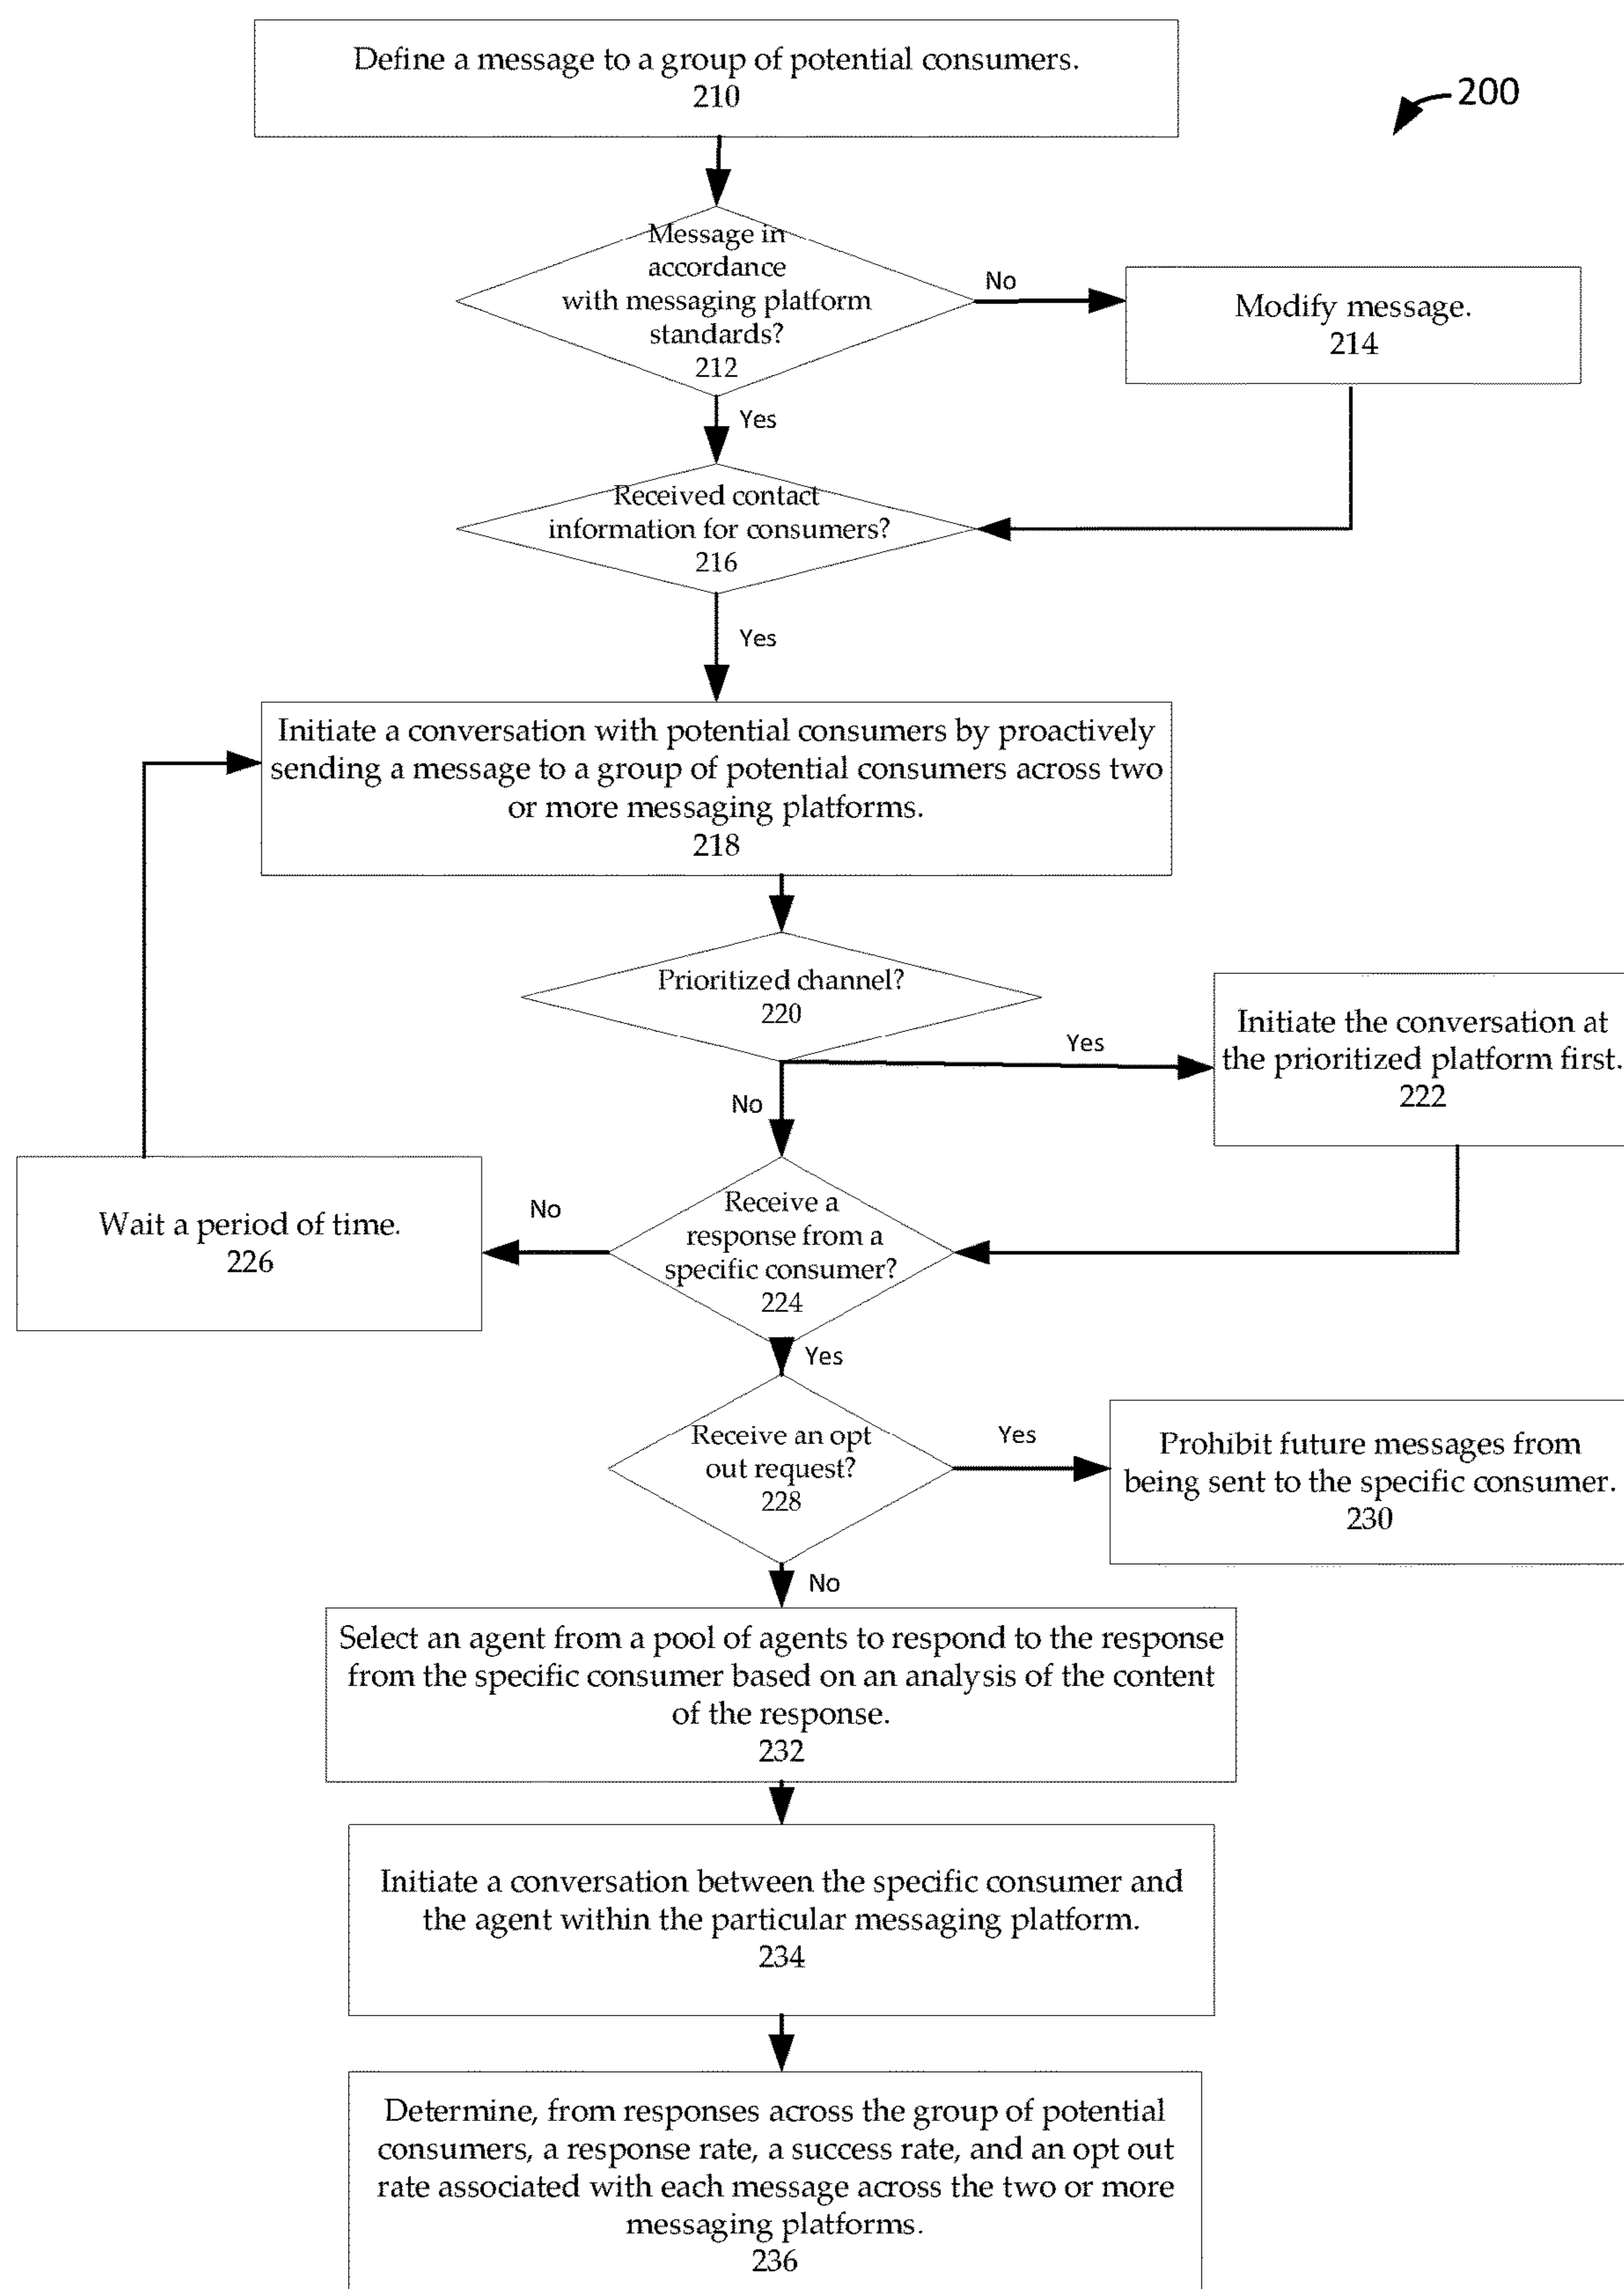 Define a message to a group of potential consumers.
210
200
Message in
accordance
with messaging platform
standards?
212
No
Modify message.
214
Yes
Received contact
information for consumers?
216
Yes
Initiate a conversation with potential consumers by proactively
sending a message to a group of potential consumers across two
or more messaging platforms.
218
Prioritized channel?
220
Yes
Initiate the conversation at
the prioritized platform first.
222
No
Receive a
response from a
specific consumer?
224
No
Wait a period of time.
226
Yes
Receive an opt
out request?
228
Yes
Prohibit future messages from
being sent to the specific consumer.
230
No
Select an agent from a pool of agents to respond to the response
from the specific consumer based on an analysis of the content
of the response.
232
Initiate a conversation between the specific consumer and
the agent within the particular messaging platform.
234
Determine, from responses across the group of potential
consumers, a response rate, a success rate, and an opt out
rate associated with each message across the two or more
messaging platforms.
236